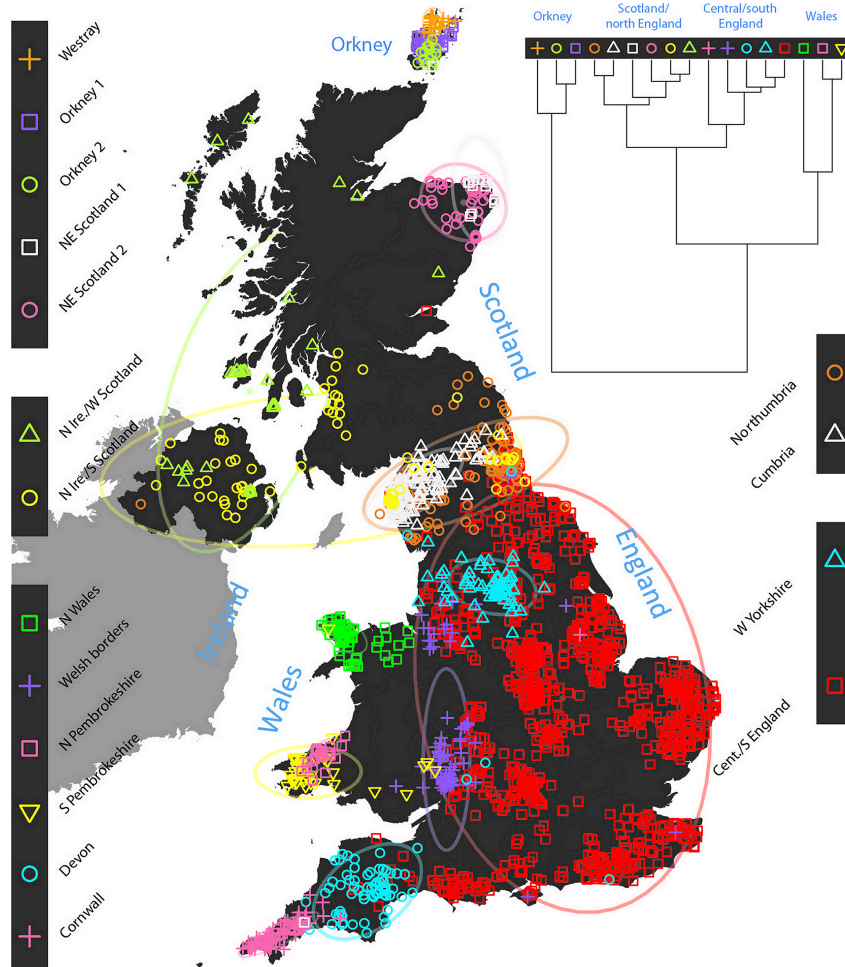 Orkney
Scotland/
north England
Central/south
England
Wales
Westray
Orkney 1
Orkney 2
NE Scotland 1
NE Scotland 2
Orkney
Scotland
N Ire./W Scotland
N Ire/S Scotland
Northumbria
Cumbria
England
Ireland
Wales
N Wales
Welsh borders
N Pembrokeshire
S Pembrokeshire
Devon
Cornwall
W Yorkshire
Cent./S England